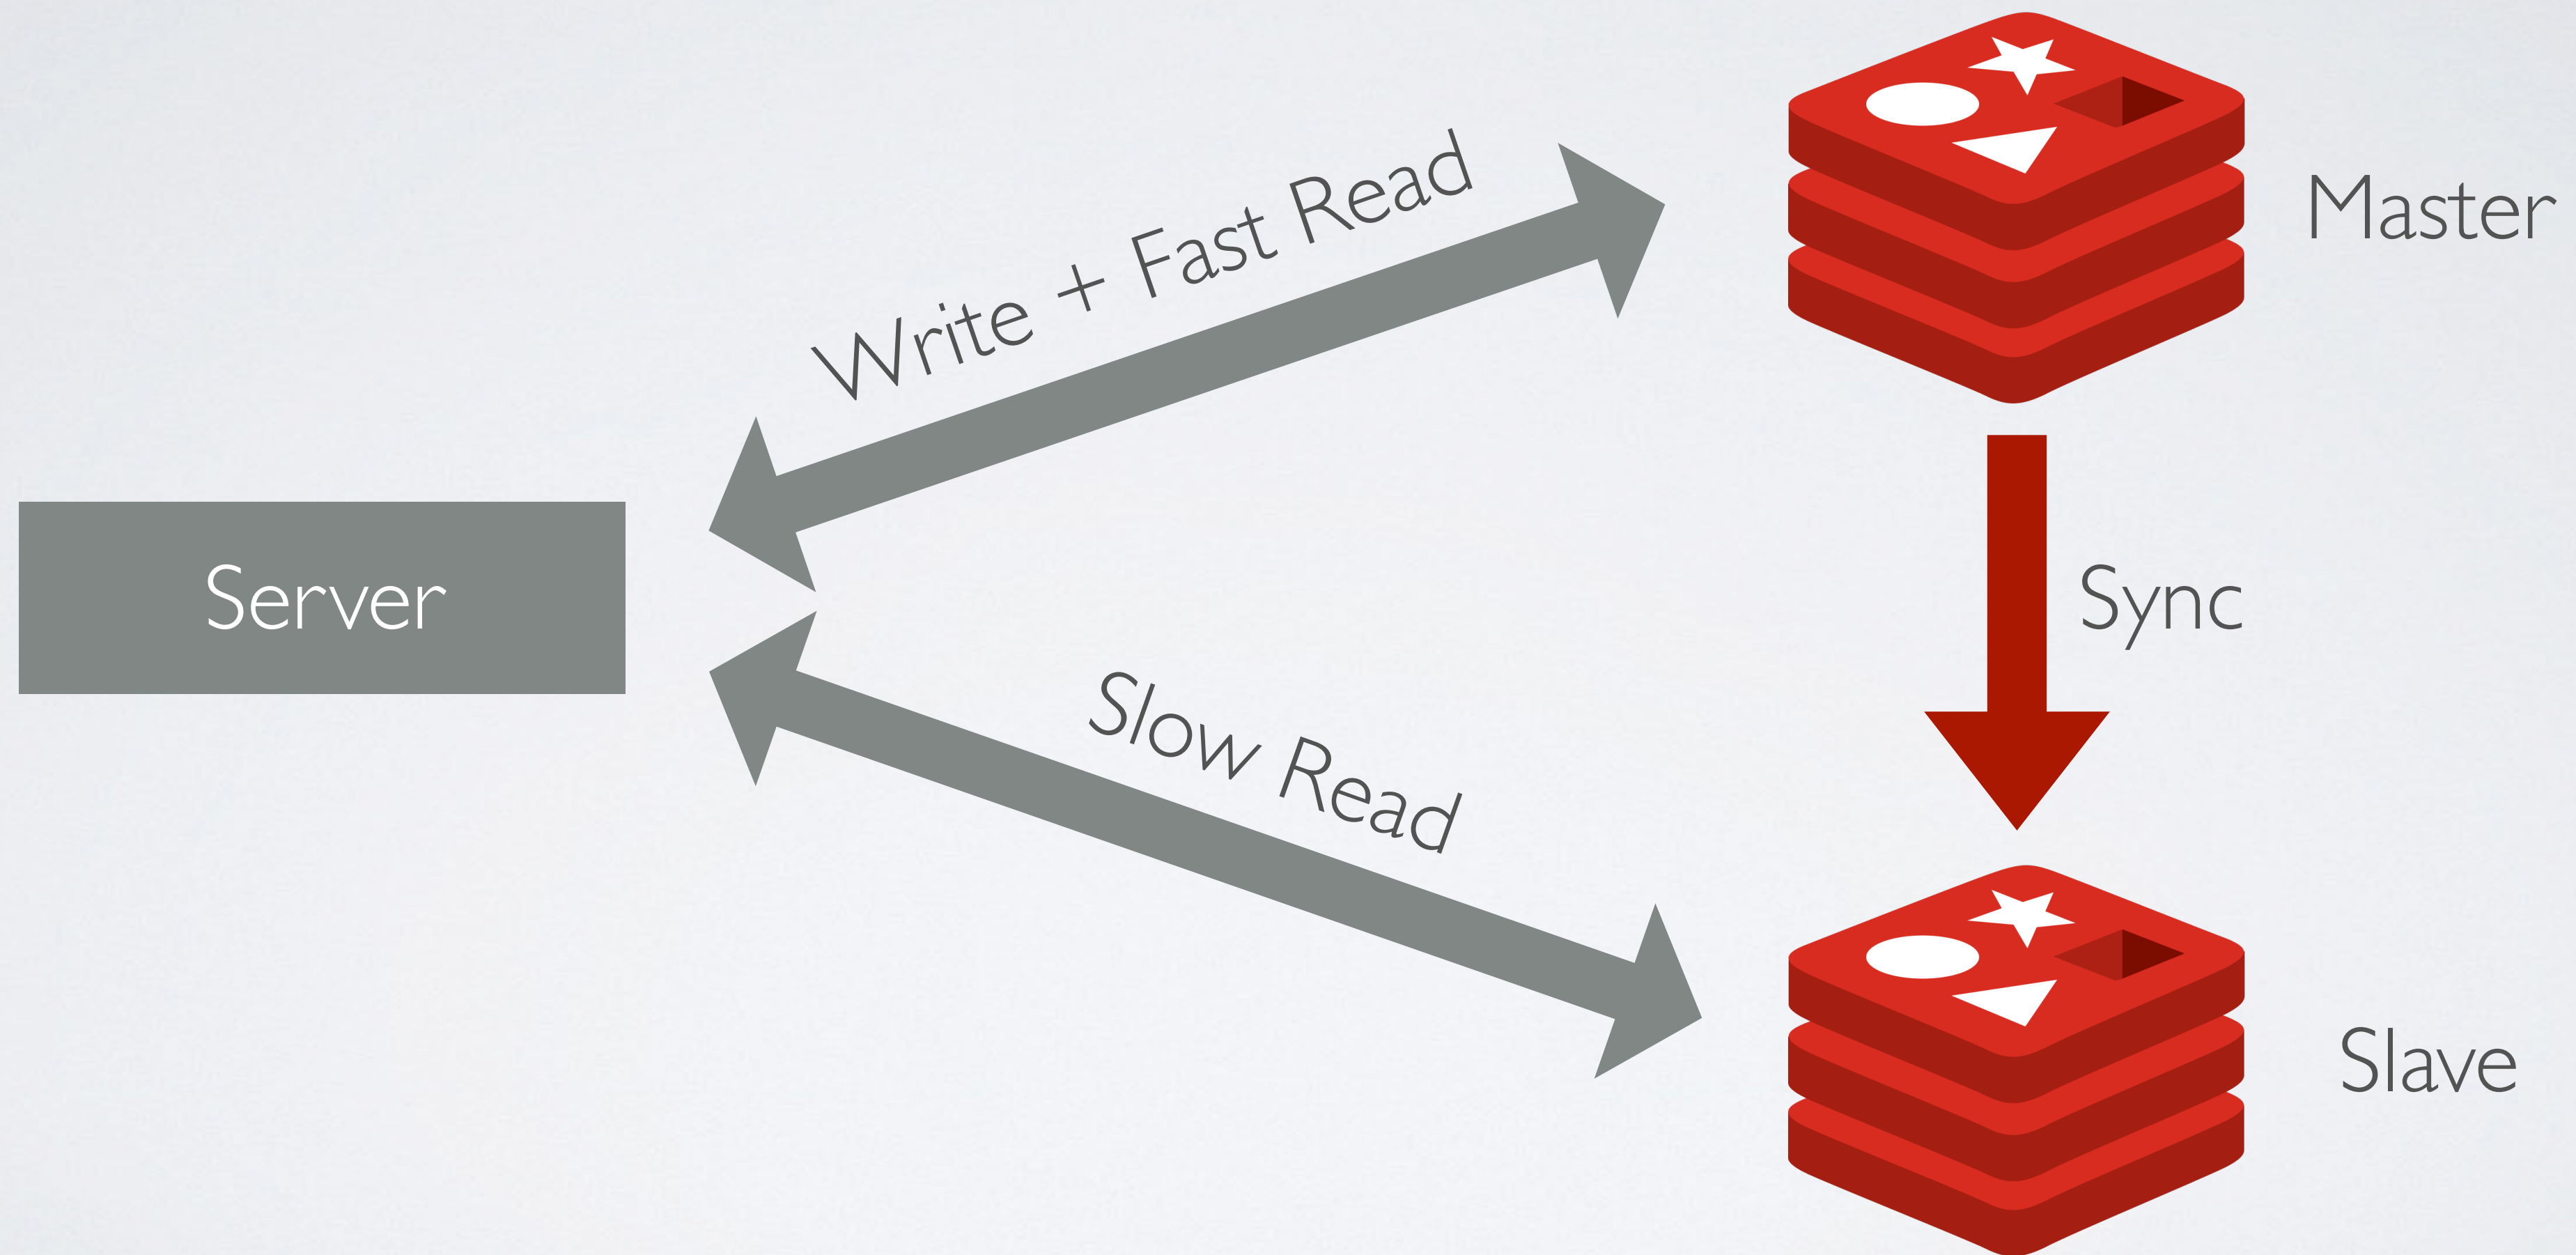 Write + Fast Read
Master
Server
Sync
Slow Read
Slave